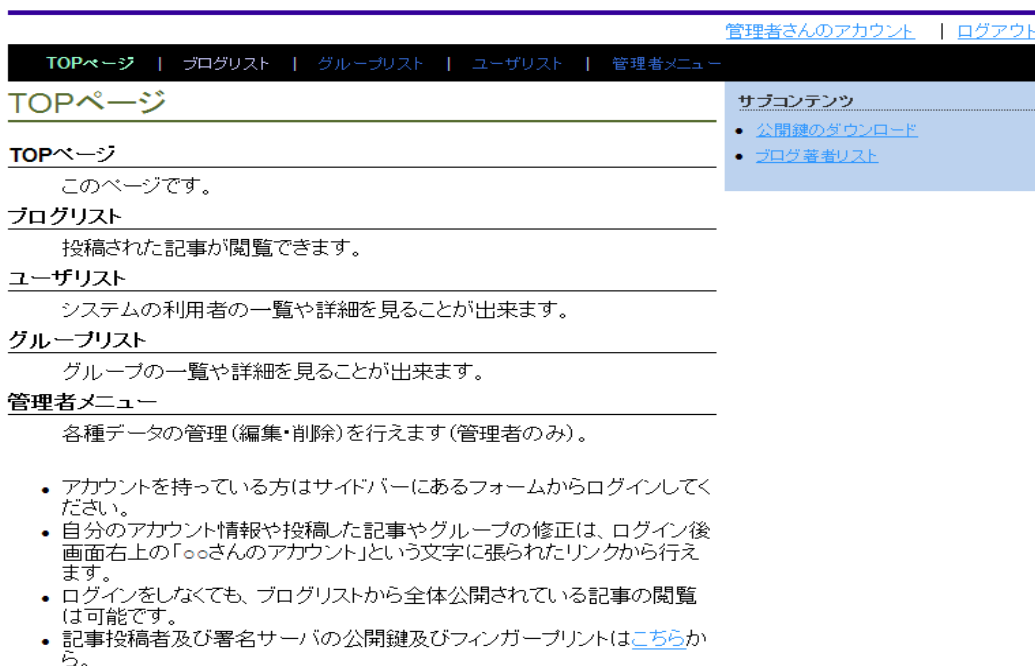 管理者さんのアカウント | ログアウト
TOPページ | ブログリスト | グループリスト | ユーザリスト | 管理者メニュー
TOPページ
サブコンテンツ
公開鍵のダウンロード
ブログ著者リスト
TOPページ
このページです。
ブログリスト
投稿された記事が閲覧できます。
ユーザリスト
システムの利用者の一覧や詳細を見ることが出来ます。
グループリスト
グループの一覧や詳細を見ることが出来ます。
管理者メニュー
各種データの管理(編集・削除)を行えます(管理者のみ)。
アカウントを持っている方はサイドバーにあるフォームからログインしてく
ださい。
自分のアカウント情報や投稿した記事やグループの修正は、ログイン後
画面右上の「○○さんのアカウント」という文字に張られたリンクから行え
ます。
ログインをしなくても、ブログリストから全体公開されている記事の閲覧
は可能です。
記事投稿者及び署名サーバの公開鍵及びフィンガープリントはこちらか
ら。